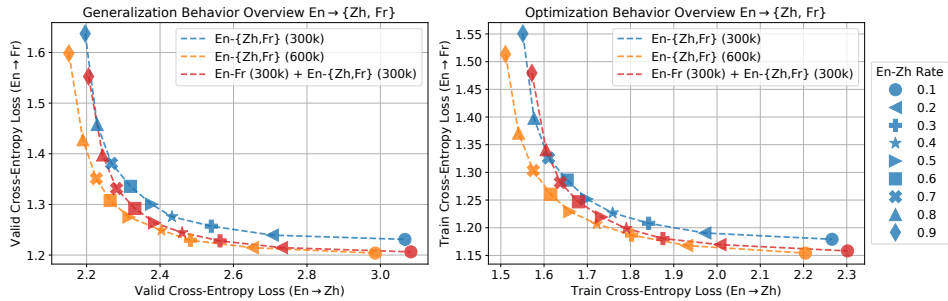 Generalization Behavior Overview En→{Zh, Fr}
Valid Cross-Entropy Loss (En→Fr)
1.6
1.5
1.4
1.3
1.2
2.2
2.4
2.6
2.8
3.0
Valid Cross-Entropy Loss (En→Zh)
En-{Zh,Fr} (300k)
En-{Zh,Fr} (600k)
En-Fr (300k) + En-{Zh,Fr} (300k)
Optimization Behavior Overview En→{Zh, Fr}
Train Cross-Entropy Loss (En→Fr)
1.55
1.50
1.45
1.40
1.35
1.30
1.25
1.20
1.15
1.5
1.6
1.7
1.8
1.9
2.0
2.1
2.2
2.3
Train Cross-Entropy Loss (En→Zh)
En-{Zh,Fr} (300k)
En-{Zh,Fr} (600k)
En-Fr (300k) + En-{Zh,Fr} (300k)
En-Zh Rate
0.1
0.2
0.3
0.4
0.5
0.6
0.7
0.8
0.9